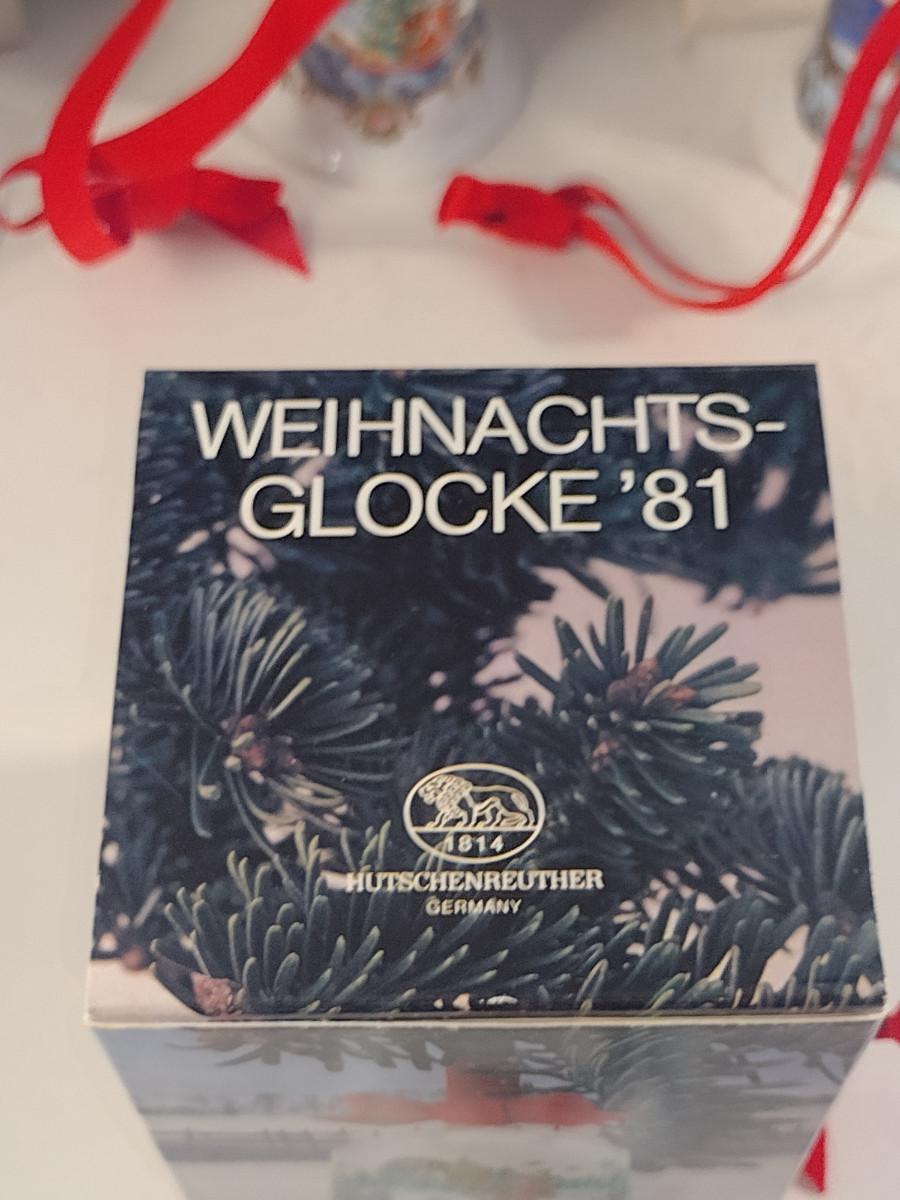 WEIHNACHTS-
GLOCKE '81
1814
HUTSCHENREUTHER
GERMANY